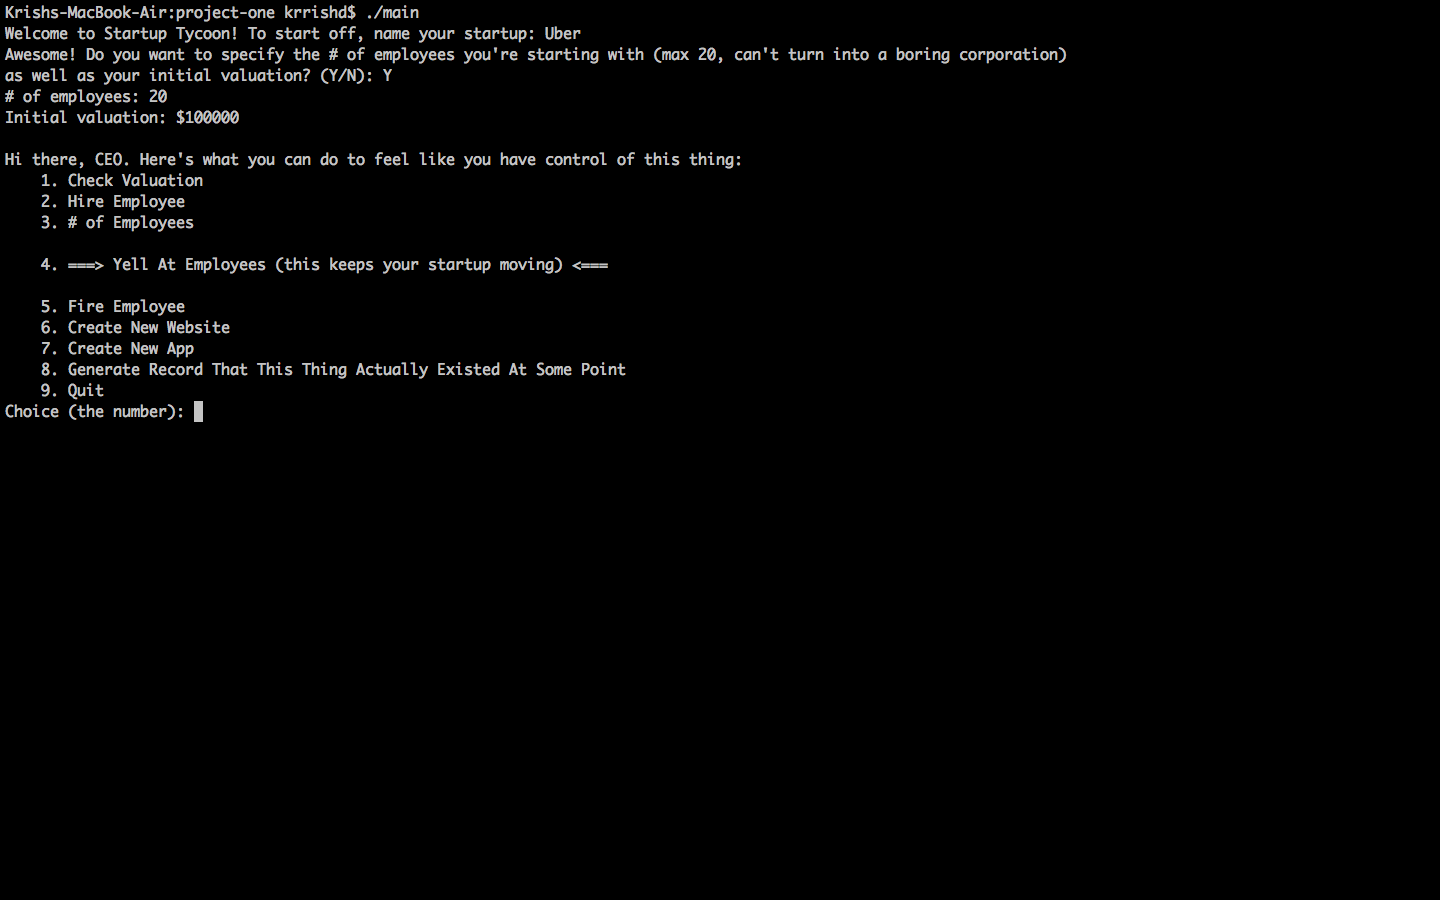 Krishs-MacBook-Air:project-one krrishd$ ./main
Welcome to Startup Tycoon! To start off, name your startup: Uber
Awesome! Do you want to specify the # of employees you're starting with (max 20, can't turn into a boring corporation)
as well as your initial valuation? (Y/N): Y
# of employees: 20
Initial valuation: $100000
Hi there, CEO. Here's what you can do to feel like you have control of this thing:
1. Check Valuation
2. Hire Employee
3. # of Employees
4. ===> Yell At Employees (this keeps your startup moving) <===
5. Fire Employee
6. Create New Website
7. Create New App
8. Generate Record That This Thing Actually Existed At Some Point
9. Quit
Choice (the number):